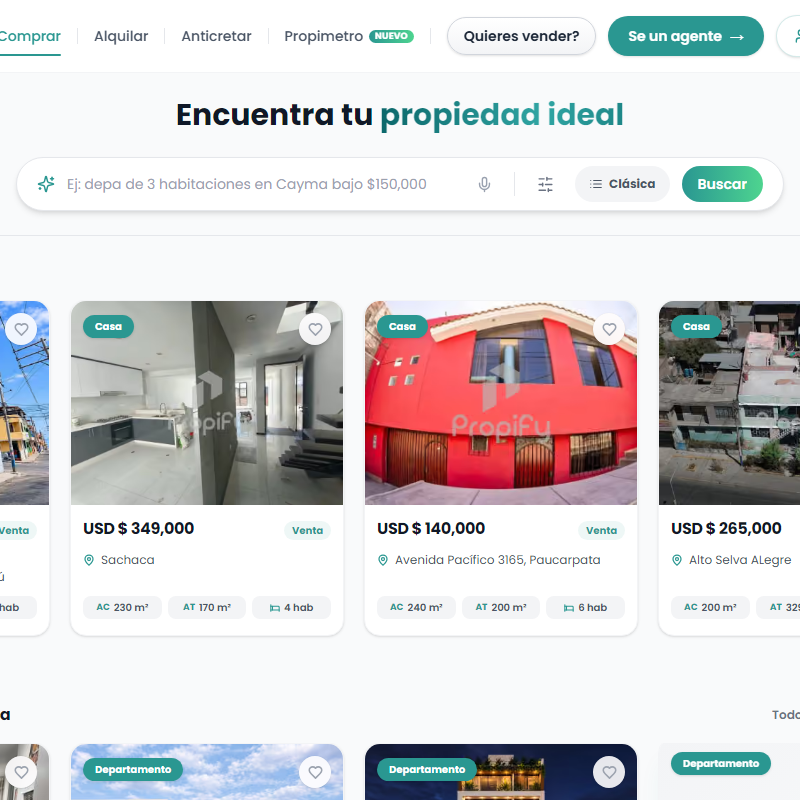 Comprar
Alquilar
Anticretar
Propimetro NUEVO
Quieres vender?
Se un agente →
Encuentra tu propiedad ideal
Ej: depa de 3 habitaciones en Cayma bajo $150,000
Clásica
Buscar
Casa
Casa
Casa
Propify
Propify
Venta
USD $ 349,000
Venta
USD $ 140,000
Venta
USD $ 265,000
Sachaca
Avenida Pacífico 3165, Paucarpata
Alto Selva ALegre
ú
hab
AC 230 m²
AT 170 m²
4 hab
AC 240 m²
AT 200 m²
6 hab
AC 200 m²
AT 329
a
Todo
Departamento
Departamento
Departamento